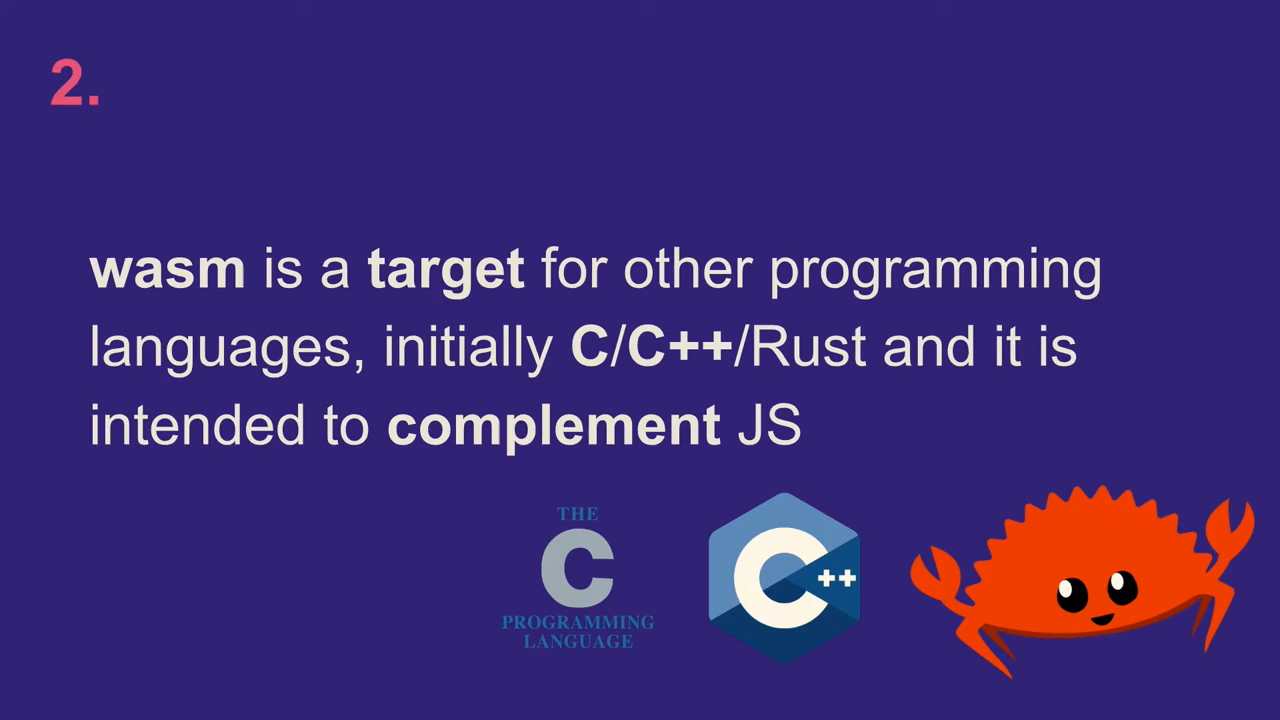 2.
wasm is a target for other programming
languages, initially C/C++/Rust and it is
intended to complement JS
THE
C
PROGRAMMING
LANGUAGE
C++